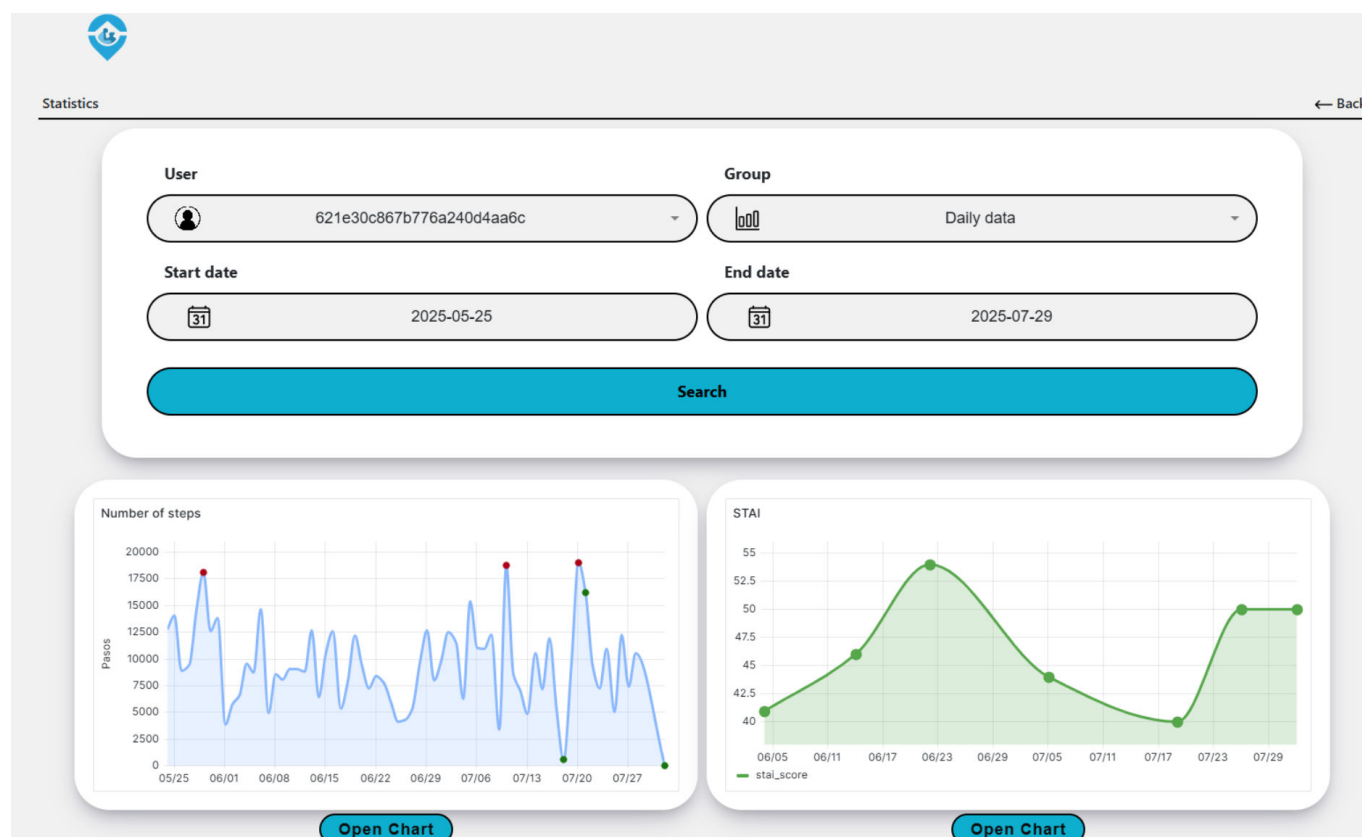 Statistics
← Back
User
Group
621e30c867b776a240d4aa6c
Daily data
Start date
End date
31
2025-05-25
31
2025-07-29
Search
Number of steps
20000
17500
15000
12500
10000
7500
5000
2500
0
Pasos
05/25 06/01 06/08 06/15 06/22 06/29 07/06 07/13 07/20 07/27
STAI
55
52.5
50
47.5
45
42.5
40
06/05 06/11 06/17 06/23 06/29 07/05 07/11 07/17 07/23 07/29
stai_score
Open Chart
Open Chart